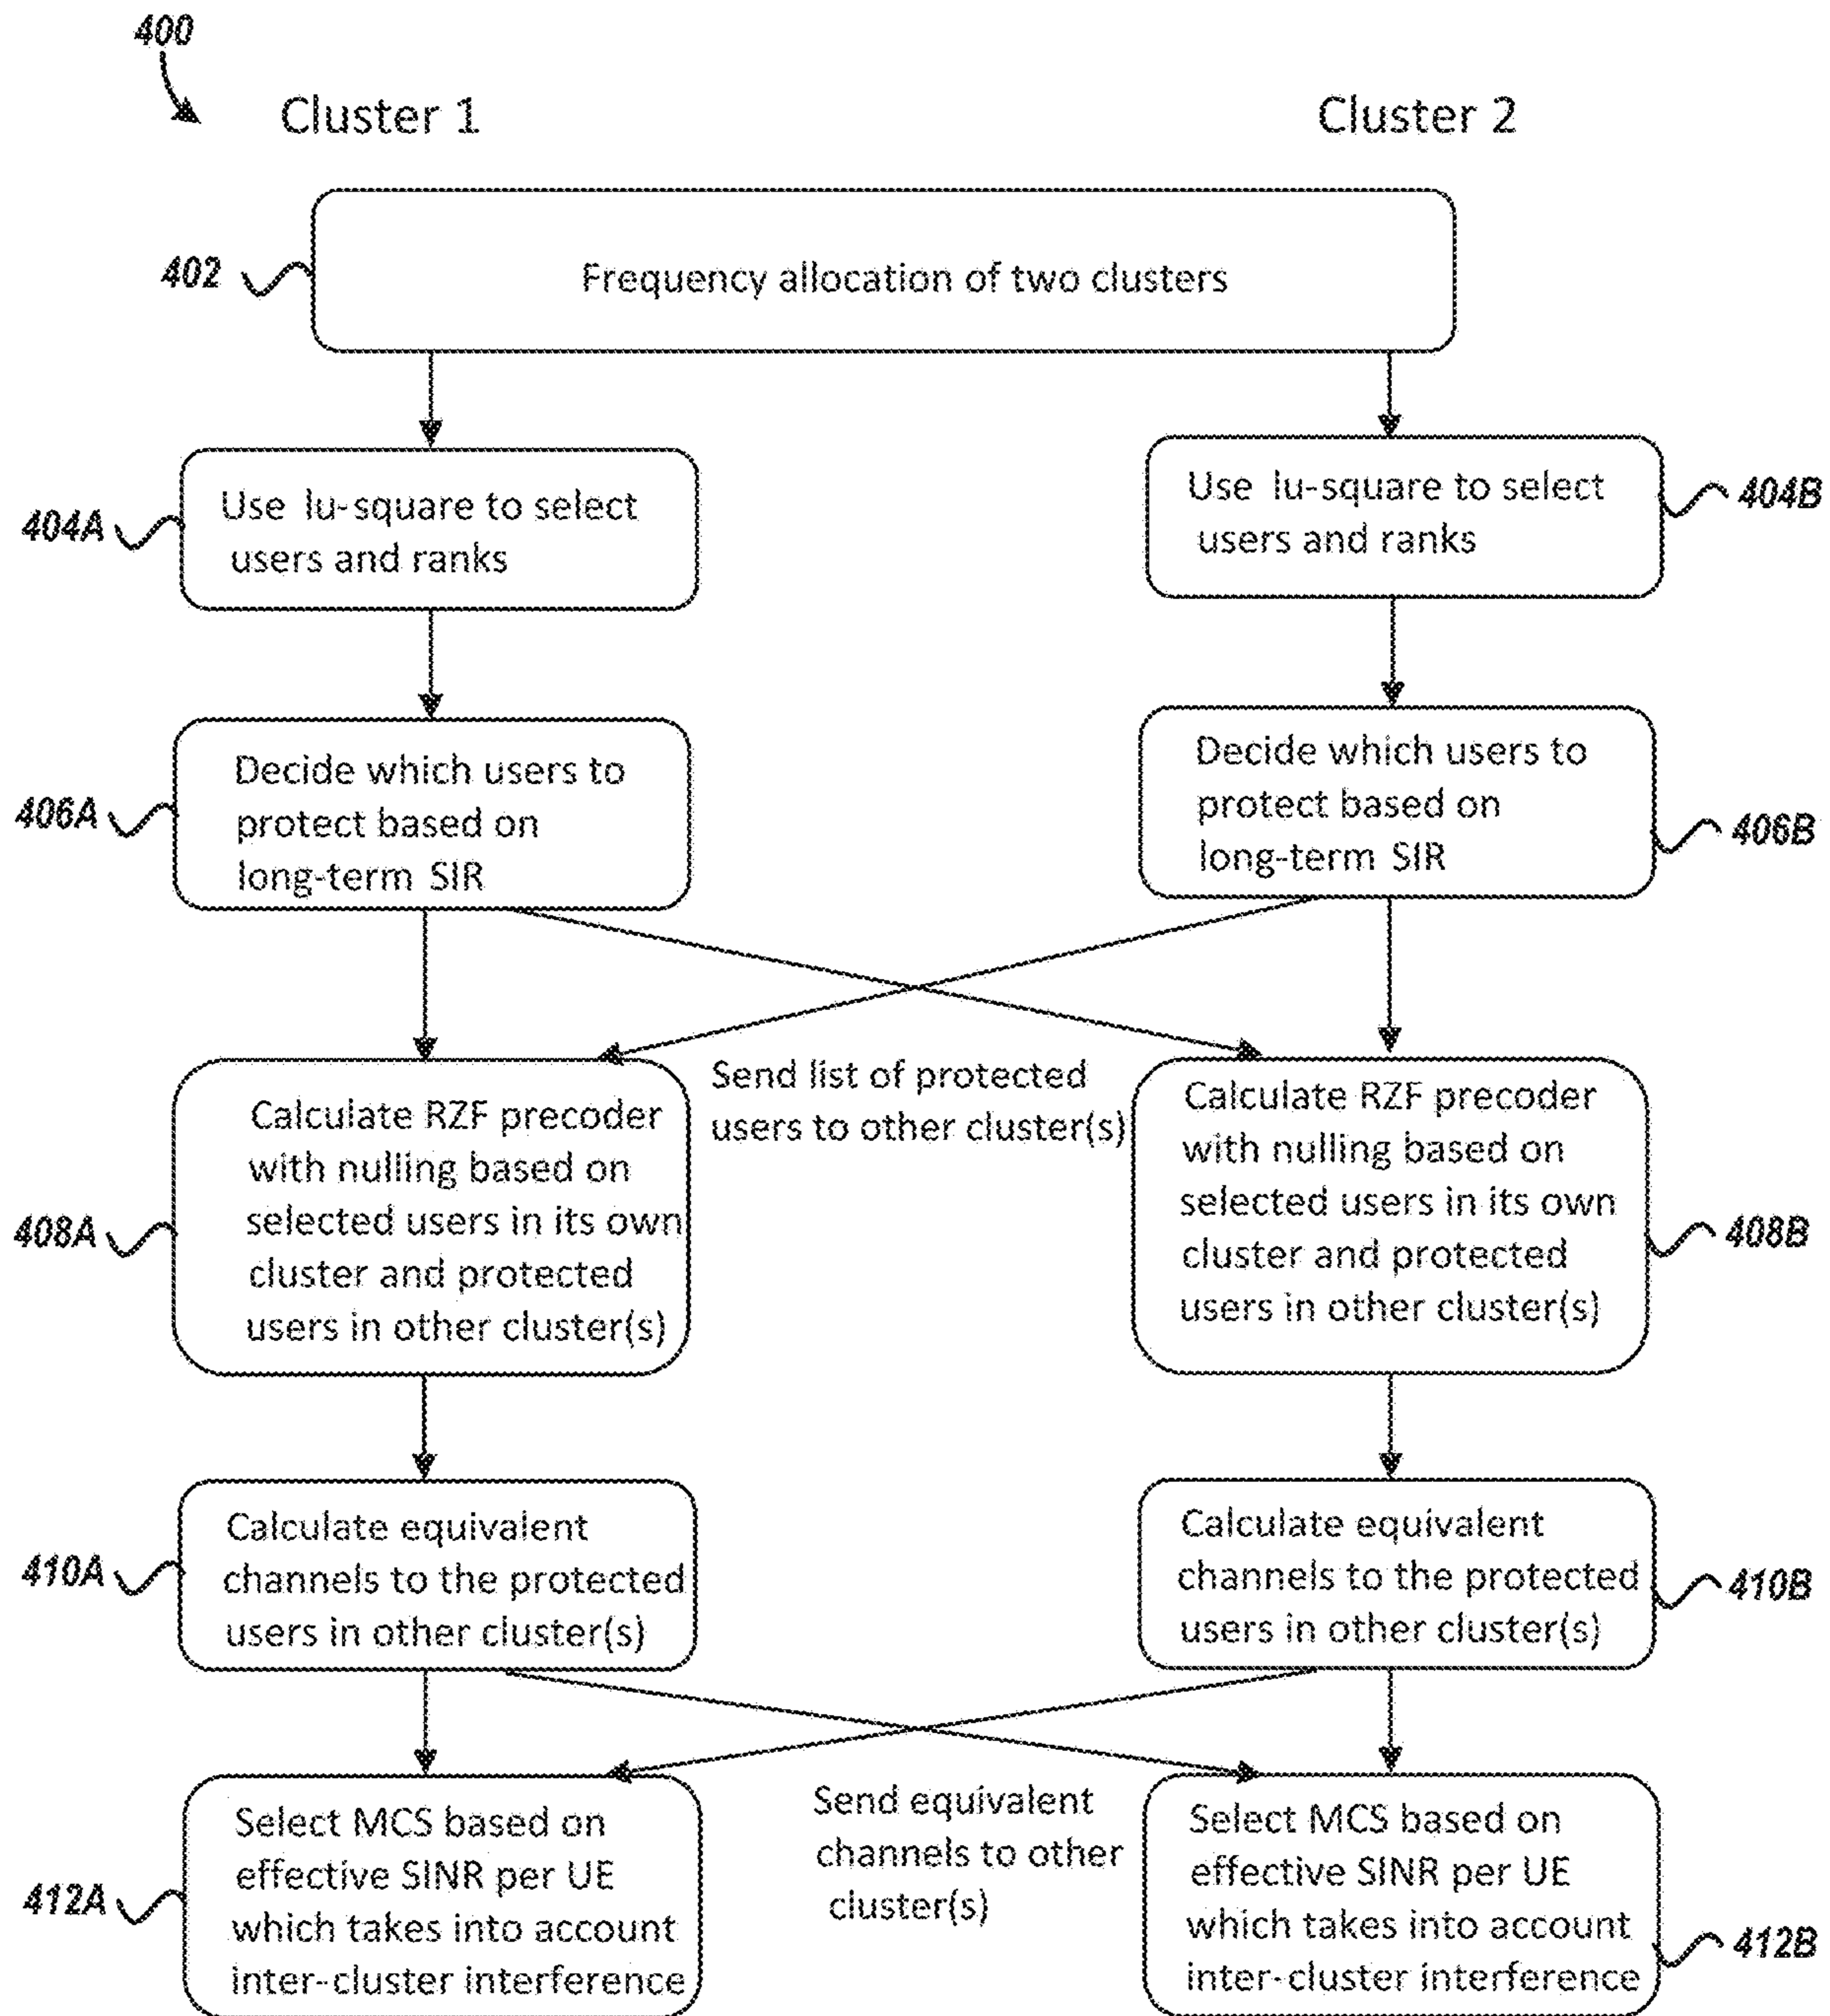 400
Cluster 1
Cluster 2
402
Frequency allocation of two clusters
404A
Use lu-square to select
users and ranks
Use lu-square to select
users and ranks
404B
406A
Decide which users to
protect based on
long-term SIR
Decide which users to
protect based on
long-term SIR
406B
Send list of protected
users to other cluster(s)
408A
Calculate RZF precoder
with nulling based on
selected users in its own
cluster and protected
users in other cluster(s)
Calculate RZF precoder
with nulling based on
selected users in its own
cluster and protected
users in other cluster(s)
408B
410A
Calculate equivalent
channels to the protected
users in other cluster(s)
Calculate equivalent
channels to the protected
users in other cluster(s)
410B
Send equivalent
channels to other
cluster(s)
412A
Select MCS based on
effective SINR per UE
which takes into account
inter-cluster interference
Select MCS based on
effective SINR per UE
which takes into account
inter-cluster interference
412B